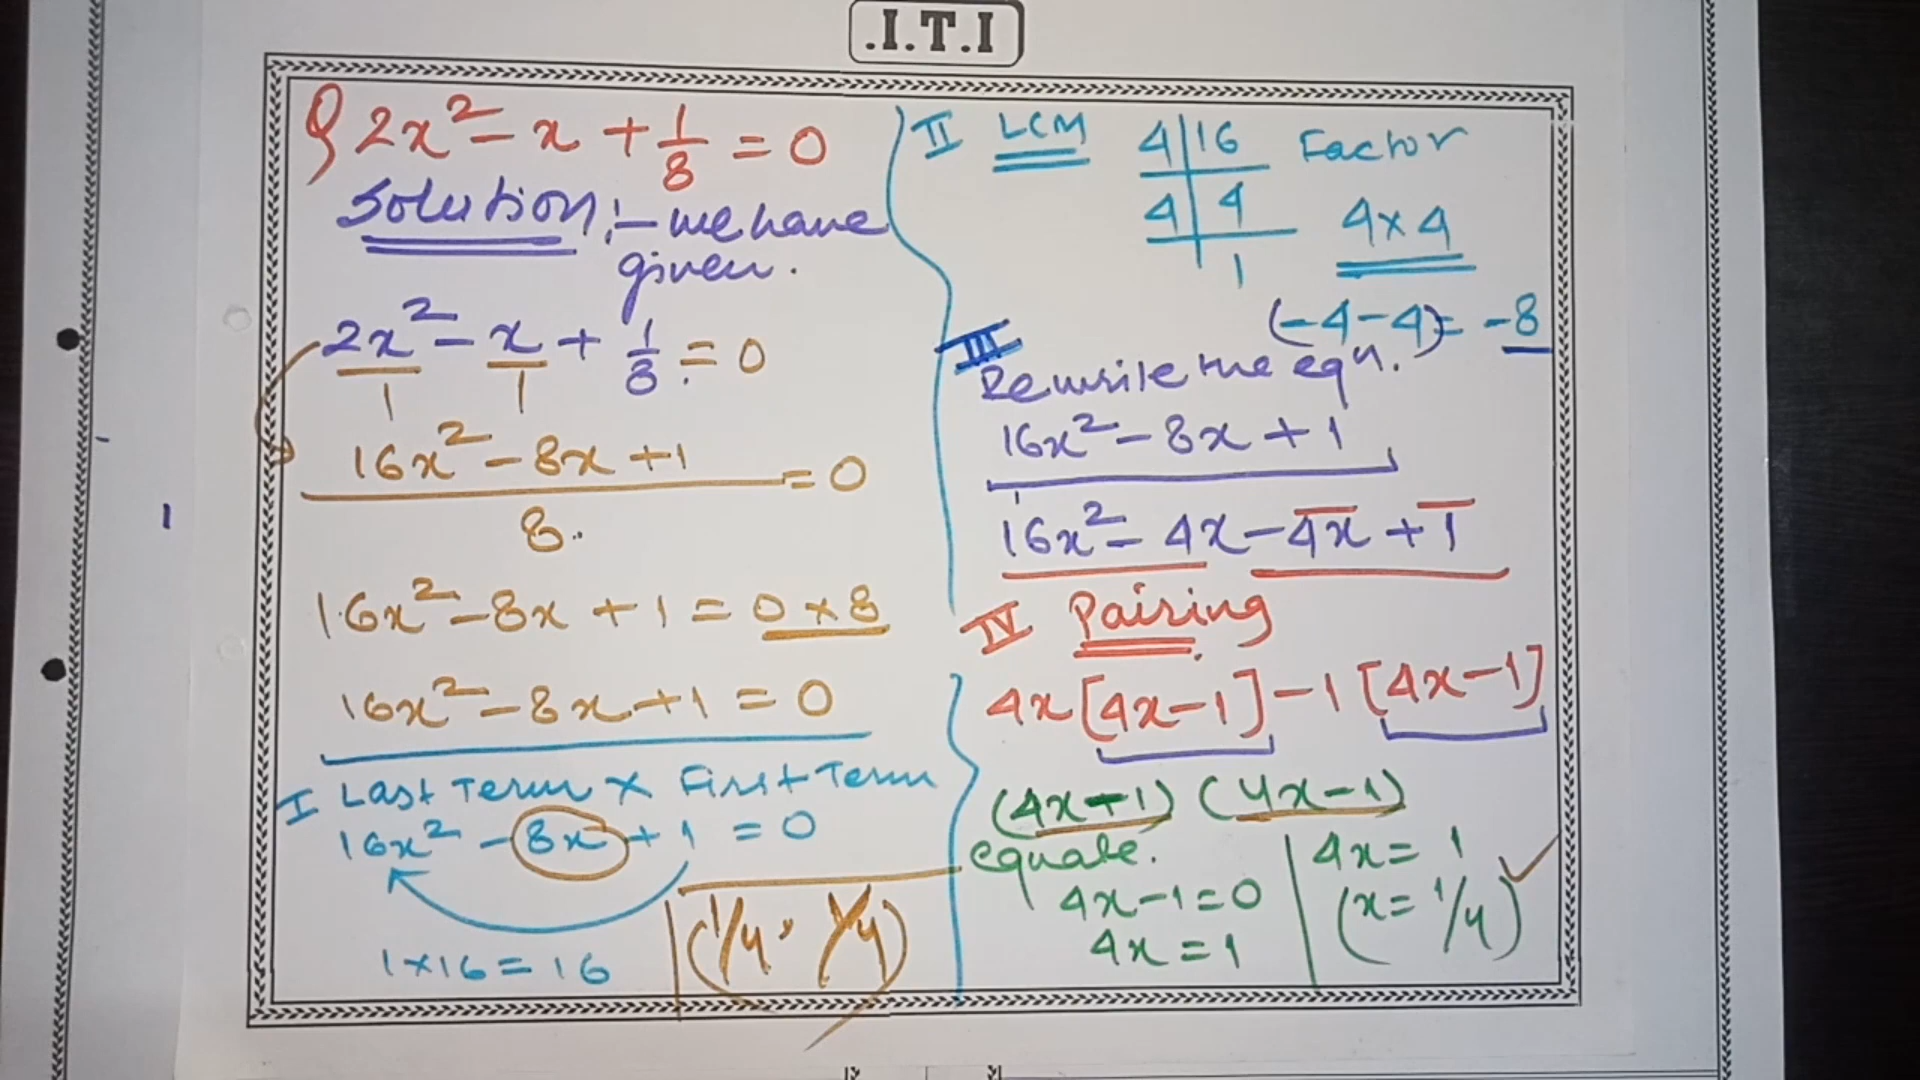 .I.T.I
Q 2x² - x + 1/8 = 0
Solution :- we have
given.
2x²/1 - x/1 + 1/8 = 0
16x² - 8x + 1 / 8. = 0
16x² - 8x + 1 = 0 × 8
16x² - 8x + 1 = 0
I Last Term × First Term
16x² - 8x + 1 = 0
1×16 = 16
(1/4, 1/4)
II LCM 4|16 Factor
4|4 4×4
1
(-4-4) = -8
III
Rewrite the eqn.
16x² - 8x + 1
16x² - 4x - 4x + 1
IV Pairing
4x[4x-1] -1[4x-1]
(4x-1) (4x-1)
equate.
4x-1=0
4x=1
4x=1
(x=1/4) ✓